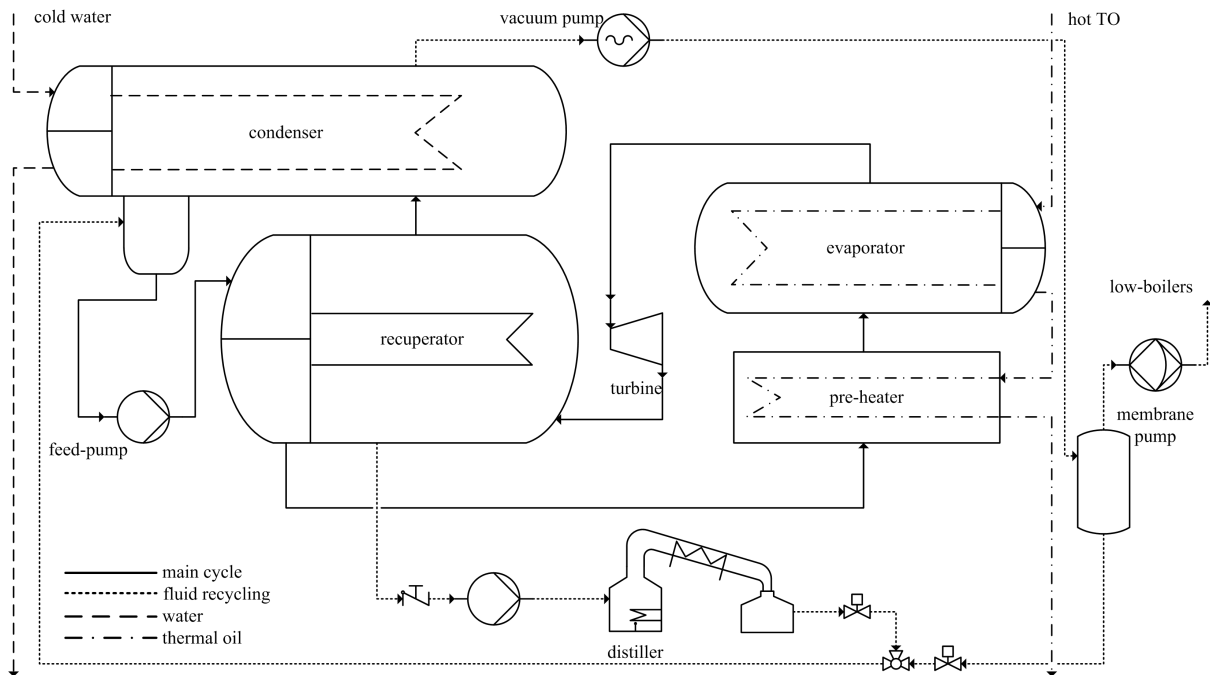 cold water
vacuum pump
hot TO
condenser
evaporator
low-boilers
recuperator
turbine
pre-heater
membrane
pump
feed-pump
main cycle
fluid recycling
water
thermal oil
distiller